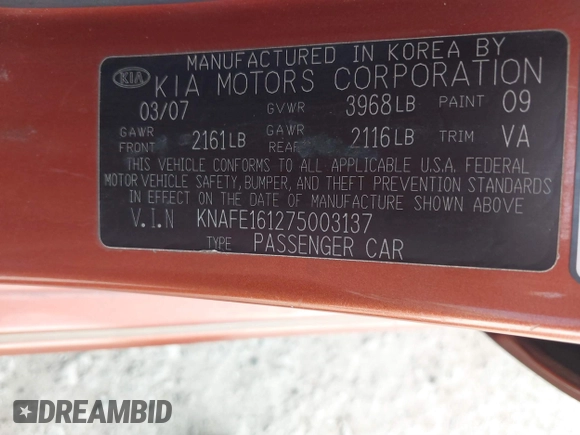 MANUFACTURED IN KOREA BY
KIA KIA MOTORS CORPORATION
03/07 GVWR 3968LB PAINT 09
GAWR FRONT 2161LB GAWR REAR 2116LB TRIM VA
THIS VEHICLE CONFORMS TO ALL APPLICABLE U.S.A. FEDERAL
MOTOR VEHICLE SAFETY, BUMPER, AND THEFT PREVENTION STANDARDS
IN EFFECT ON THE DATE OF MANUFACTURE SHOWN ABOVE
V.I.N KNAFE161275003137
TYPE PASSENGER CAR
DREAMBID